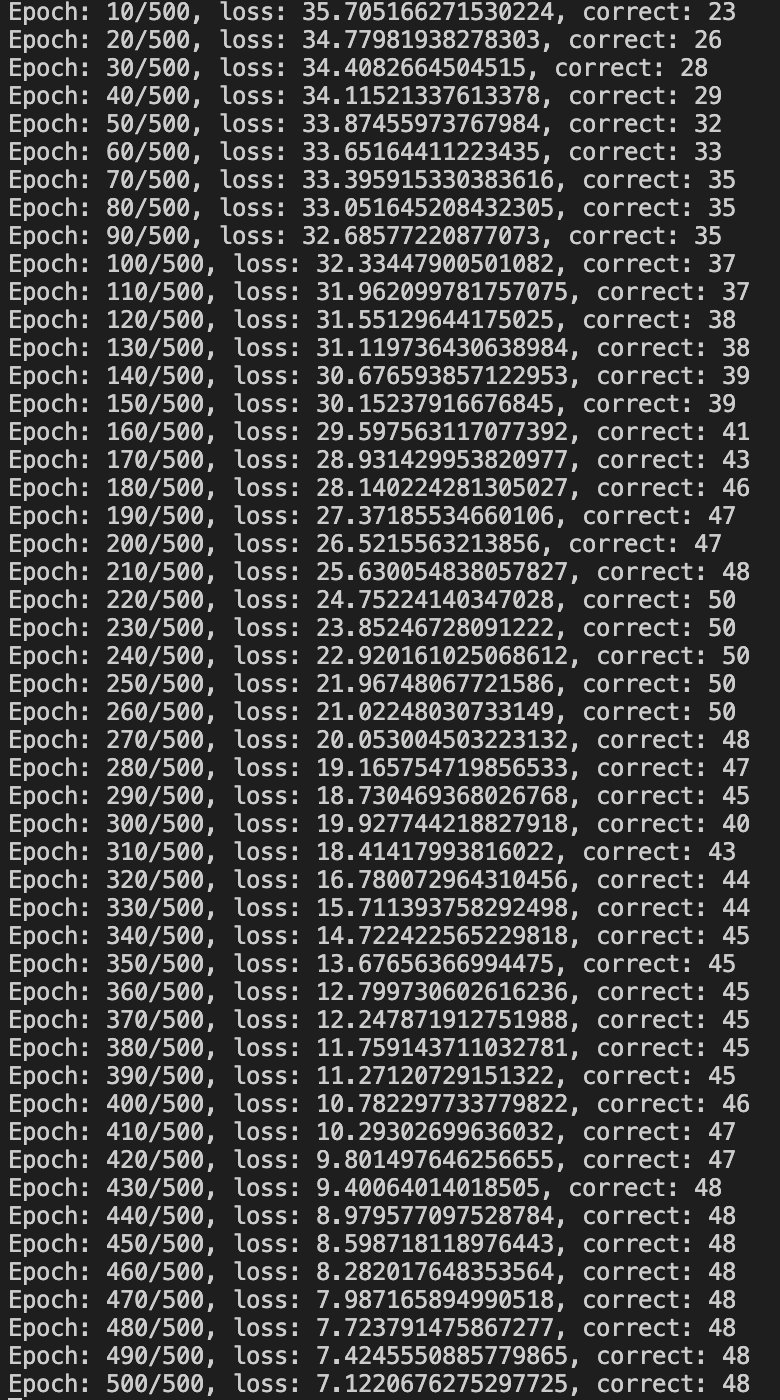 Epoch: 10/500, loss: 35.705166271530224, correct: 23
Epoch: 20/500, loss: 34.77981938278303, correct: 26
Epoch: 30/500, loss: 34.4082664504515, correct: 28
Epoch: 40/500, loss: 34.11521337613378, correct: 29
Epoch: 50/500, loss: 33.87455973767984, correct: 32
Epoch: 60/500, loss: 33.65164411223435, correct: 33
Epoch: 70/500, loss: 33.395915330383616, correct: 35
Epoch: 80/500, loss: 33.051645208432305, correct: 35
Epoch: 90/500, loss: 32.68577220877073, correct: 35
Epoch: 100/500, loss: 32.33447900501082, correct: 37
Epoch: 110/500, loss: 31.962099781757075, correct: 37
Epoch: 120/500, loss: 31.55129644175025, correct: 38
Epoch: 130/500, loss: 31.119736430638984, correct: 38
Epoch: 140/500, loss: 30.676593857122953, correct: 39
Epoch: 150/500, loss: 30.15237916676845, correct: 39
Epoch: 160/500, loss: 29.597563117077392, correct: 41
Epoch: 170/500, loss: 28.931429953820977, correct: 43
Epoch: 180/500, loss: 28.140224281305027, correct: 46
Epoch: 190/500, loss: 27.37185534660106, correct: 47
Epoch: 200/500, loss: 26.5215563213856, correct: 47
Epoch: 210/500, loss: 25.630054838057827, correct: 48
Epoch: 220/500, loss: 24.75224140347028, correct: 50
Epoch: 230/500, loss: 23.85246728091222, correct: 50
Epoch: 240/500, loss: 22.920161025068612, correct: 50
Epoch: 250/500, loss: 21.96748067721586, correct: 50
Epoch: 260/500, loss: 21.02248030733149, correct: 50
Epoch: 270/500, loss: 20.053004503223132, correct: 48
Epoch: 280/500, loss: 19.165754719856533, correct: 47
Epoch: 290/500, loss: 18.730469368026768, correct: 45
Epoch: 300/500, loss: 19.927744218827918, correct: 40
Epoch: 310/500, loss: 18.41417993816022, correct: 43
Epoch: 320/500, loss: 16.780072964310456, correct: 44
Epoch: 330/500, loss: 15.711393758292498, correct: 44
Epoch: 340/500, loss: 14.722422565229818, correct: 45
Epoch: 350/500, loss: 13.67656366994475, correct: 45
Epoch: 360/500, loss: 12.799730602616236, correct: 45
Epoch: 370/500, loss: 12.247871912751988, correct: 45
Epoch: 380/500, loss: 11.759143711032781, correct: 45
Epoch: 390/500, loss: 11.27120729151322, correct: 45
Epoch: 400/500, loss: 10.782297733779822, correct: 46
Epoch: 410/500, loss: 10.29302699636032, correct: 47
Epoch: 420/500, loss: 9.801497646256655, correct: 47
Epoch: 430/500, loss: 9.40064014018505, correct: 48
Epoch: 440/500, loss: 8.979577097528784, correct: 48
Epoch: 450/500, loss: 8.598718118976443, correct: 48
Epoch: 460/500, loss: 8.282017648353564, correct: 48
Epoch: 470/500, loss: 7.987165894990518, correct: 48
Epoch: 480/500, loss: 7.723791475867277, correct: 48
Epoch: 490/500, loss: 7.4245550885779865, correct: 48
Epoch: 500/500, loss: 7.1220676275297725, correct: 48